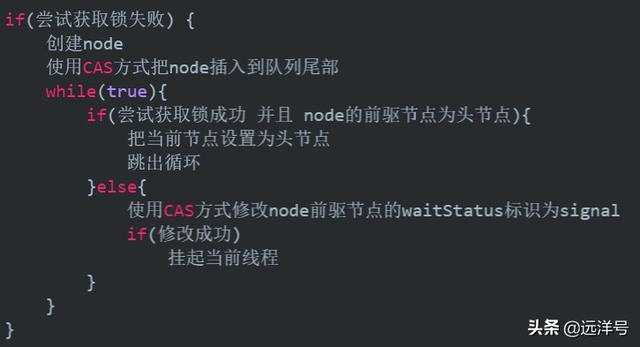 if(尝试获取锁失败) {
    创建node
    使用CAS方式把node插入到队列尾部
    while(true){
        if(尝试获取锁成功 并且 node的前驱节点为头节点){
            把当前节点设置为头节点
            跳出循环
        }else{
            使用CAS方式修改node前驱节点的waitStatus标识为signal
            if(修改成功)
                挂起当前线程
        }
    }
}
头条 @远洋号